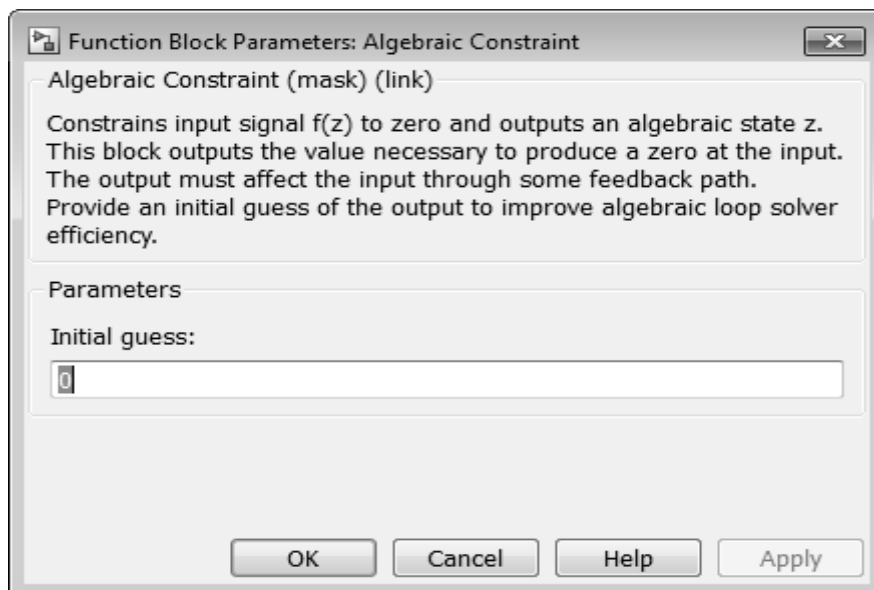 Function Block Parameters: Algebraic Constraint
Algebraic Constraint (mask) (link)
Constrains input signal f(z) to zero and outputs an algebraic state z.
This block outputs the value necessary to produce a zero at the input.
The output must affect the input through some feedback path.
Provide an initial guess of the output to improve algebraic loop solver
efficiency.
Parameters
Initial guess:
0
OK Cancel Help Apply